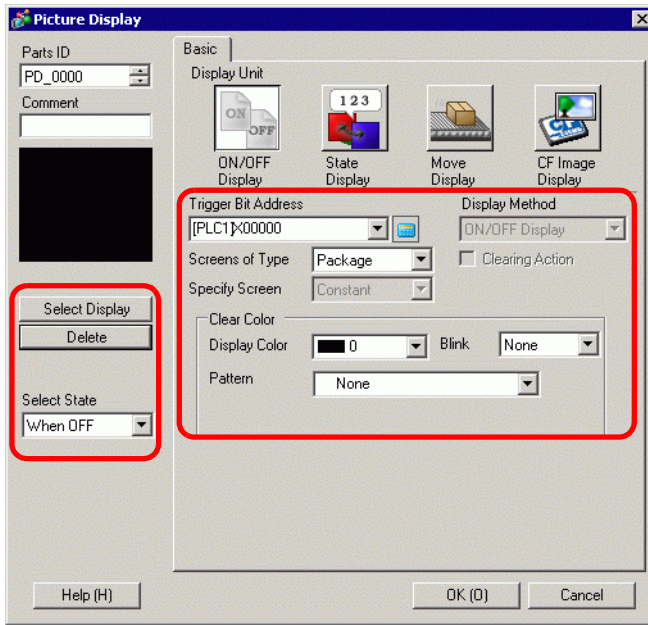 Picture Display
Parts ID
PD_0000
Comment
Select Display
Delete
Select State
When OFF
Basic
Display Unit
ON
OFF
1 2 3
ON/OFF
Display
State
Display
Move
Display
CF Image
Display
Trigger Bit Address
[PLC1]X00000
Display Method
ON/OFF Display
Screens of Type
Package
Clearing Action
Specify Screen
Constant
Clear Color
Display Color
0
Blink
None
Pattern
None
Help (H)
OK (O)
Cancel